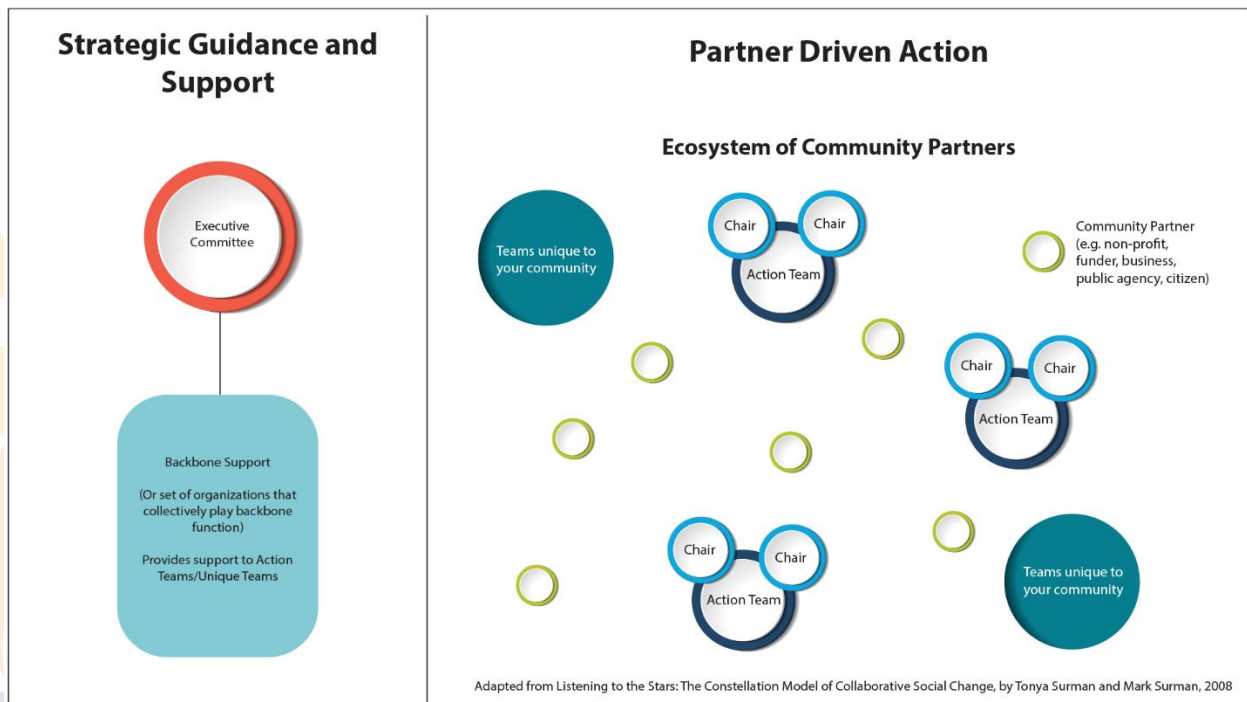 Strategic Guidance and
Support
Executive
Committee
Backbone Support
(Or set of organizations that
collectively play backbone
function)
Provides support to Action
Teams/Unique Teams
Partner Driven Action
Ecosystem of Community Partners
Teams unique to
your community
Chair
Chair
Action Team
Community Partner
(e.g. non-profit,
funder, business,
public agency, citizen)
Chair
Chair
Action Team
Chair
Chair
Action Team
Teams unique to
your community
Adapted from Listening to the Stars: The Constellation Model of Collaborative Social Change, by Tonya Surman and Mark Surman, 2008